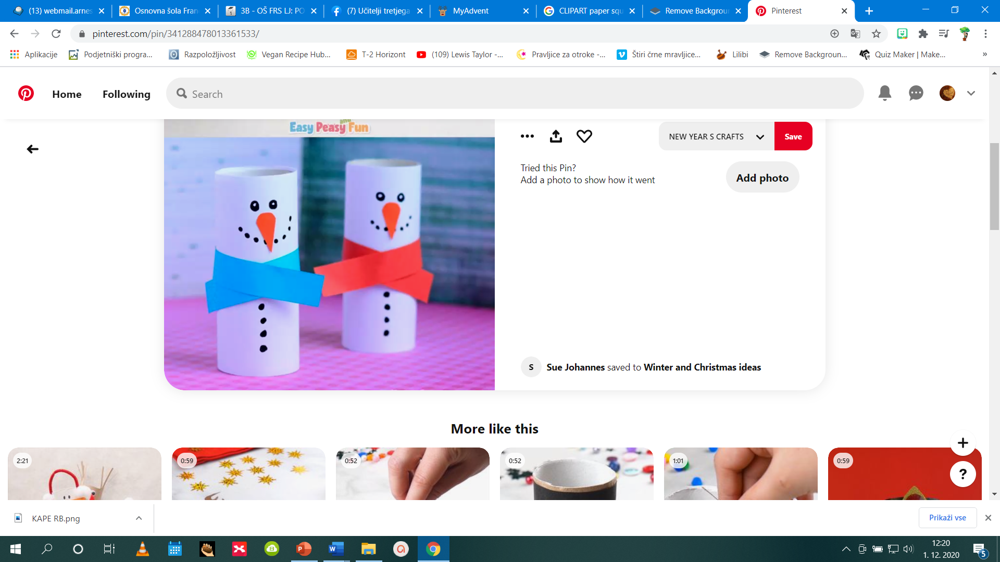 (13) webmail.arnes
Osnovna šola Fran
3B - OŠ FRS LJ: PO
(7) Učitelji tretjega
MyAdvent
CLIPART paper squ
Remove Backgroun
Pinterest
pinterest.com/pin/341288478013361533/
Aplikacije
Podjetniški progra...
Razpoložljivost
Vegan Recipe Hub...
T-2 Horizont
(109) Lewis Taylor -...
Pravljice za otroke -...
Štiri črne mravljice...
Lilibi
Remove Backgroun...
Quiz Maker | Make...
»
Home
Following
Search
Easy Peasy and Fun
NEW YEAR S CRAFTS
Save
Tried this Pin?
Add a photo to show how it went
Add photo
S
Sue Johannes saved to Winter and Christmas ideas
More like this
2:21
0:59
0:52
0:52
1:01
0:59
?
KAPE RB.png
Prikaži vse
12:20
1. 12. 2020
5